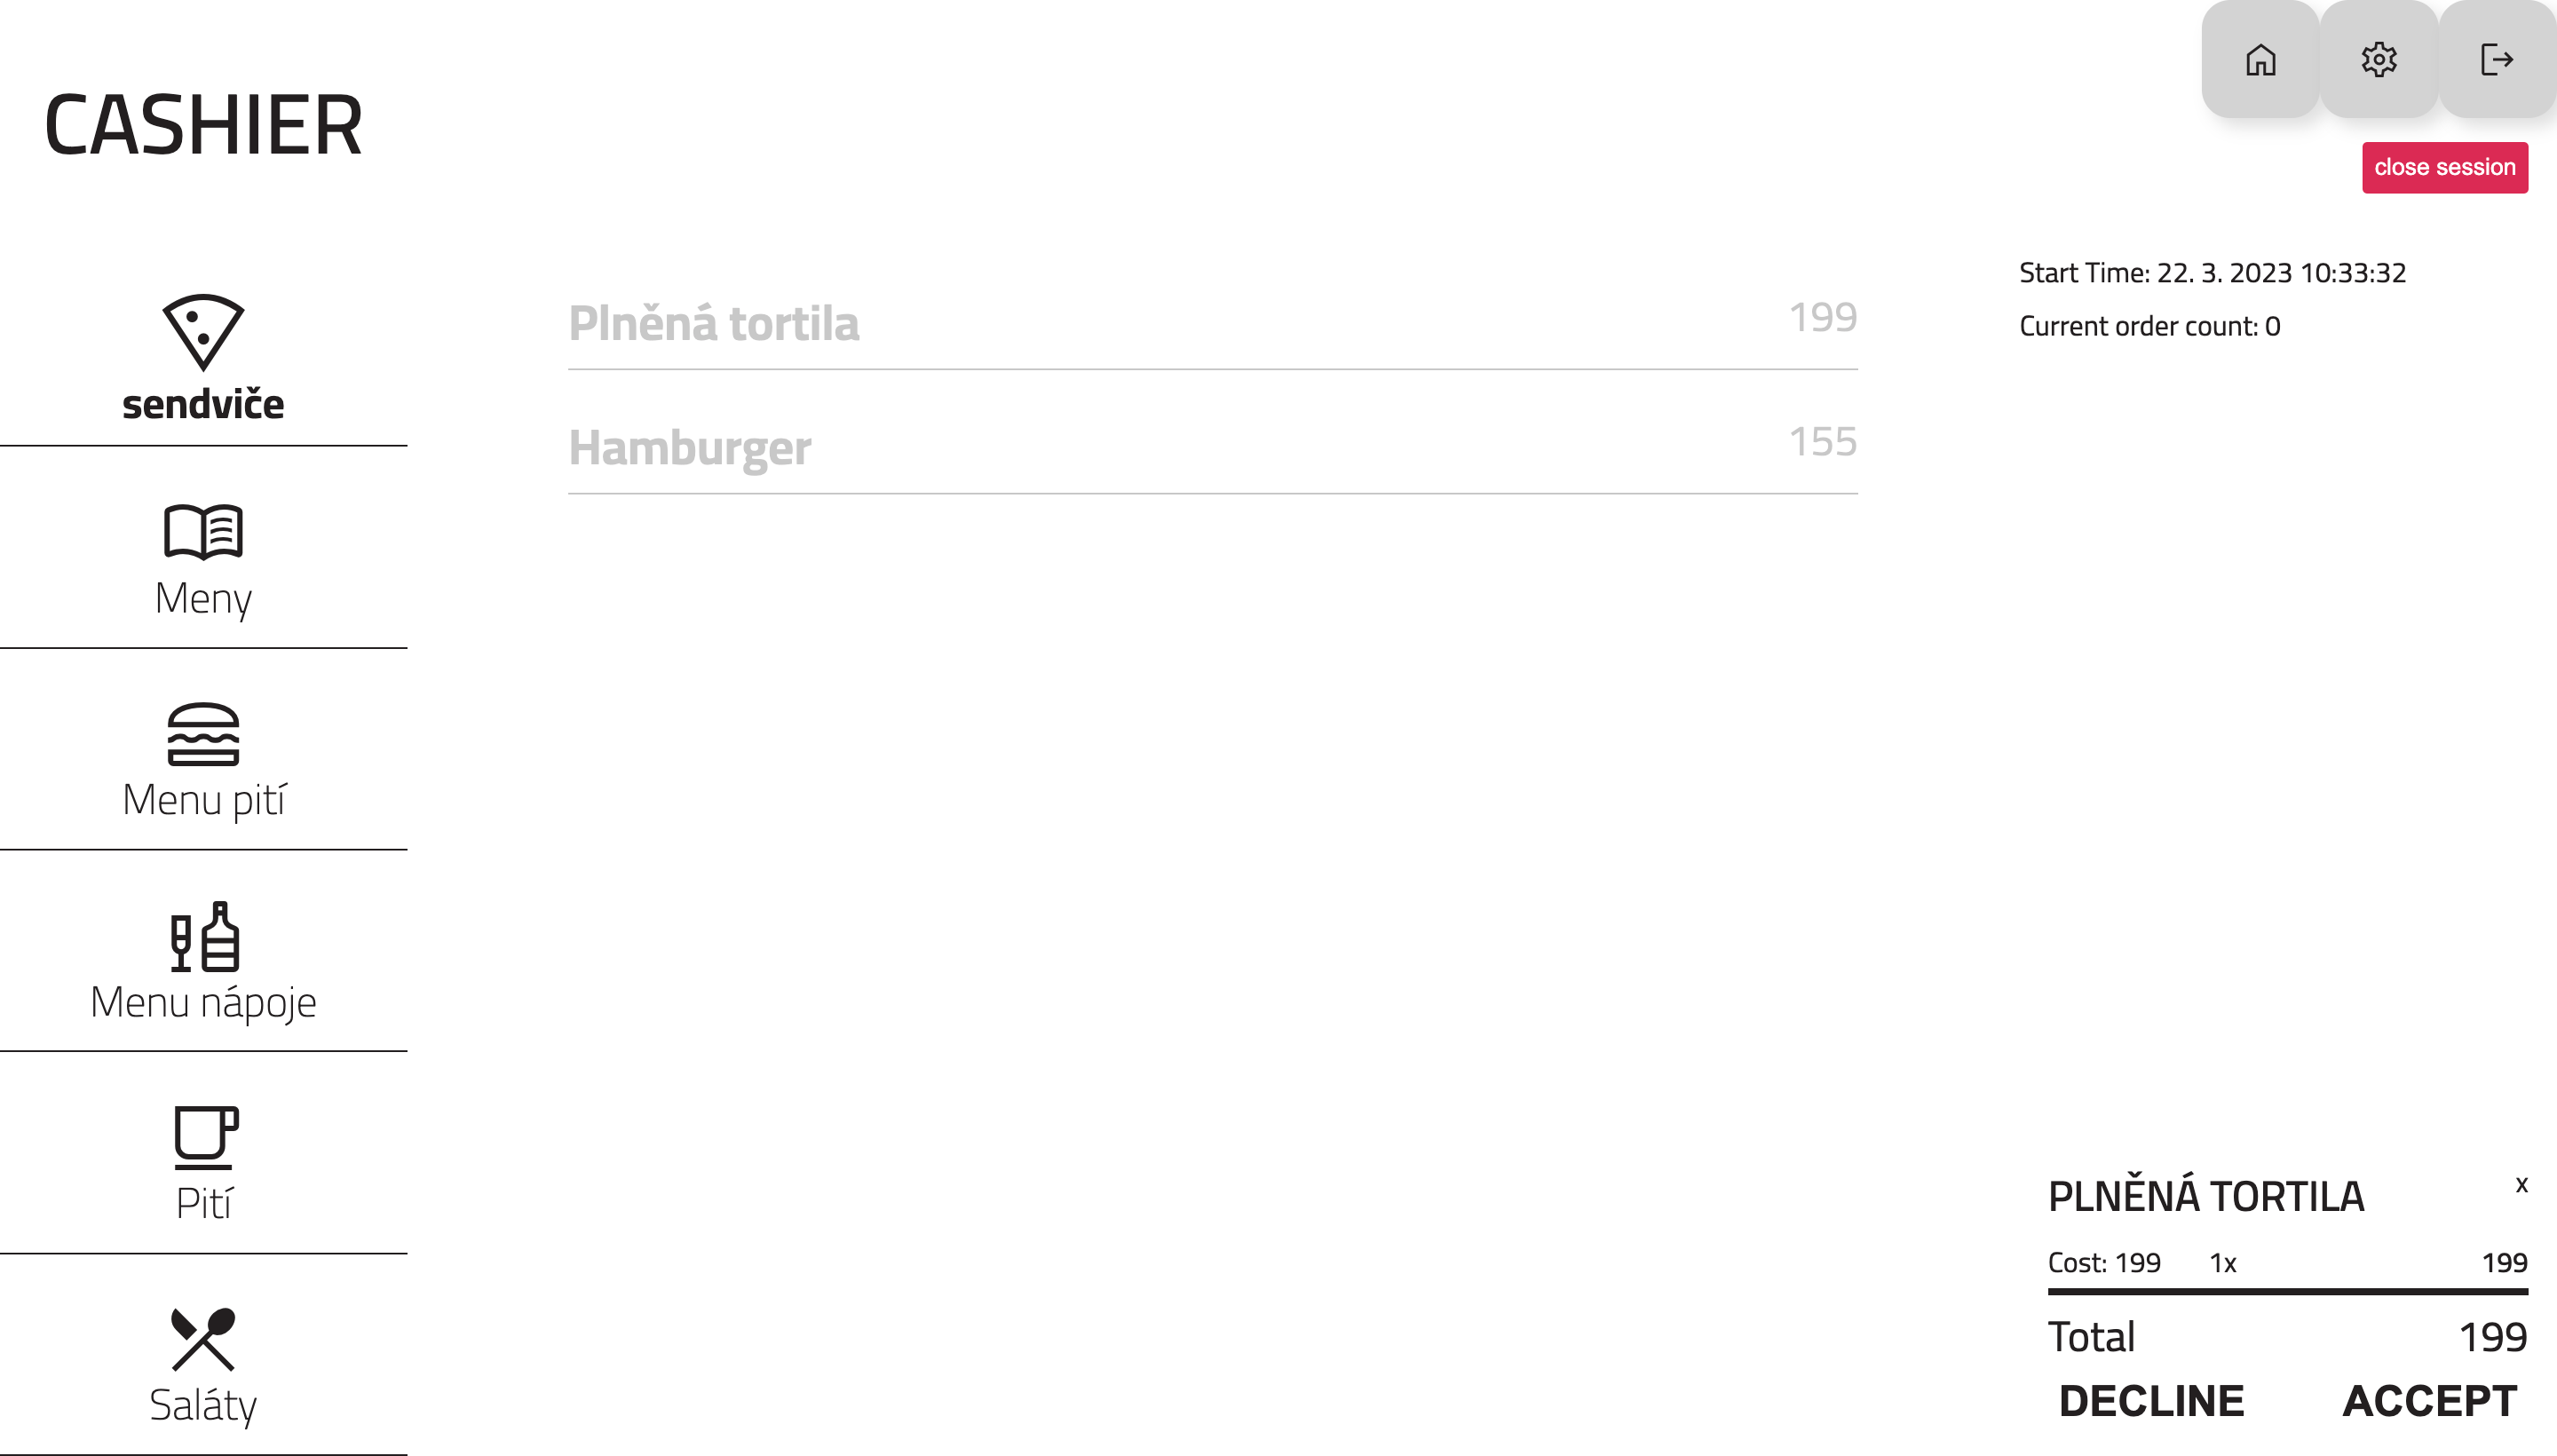 CASHIER
close session
Start Time: 22. 3. 2023 10:33:32
Current order count: 0
sendviče
Meny
Menu pití
Menu nápoje
Pití
Saláty
Plněná tortila 199
Hamburger 155
PLNĚNÁ TORTILA x
Cost: 199 1x 199
Total 199
DECLINE ACCEPT